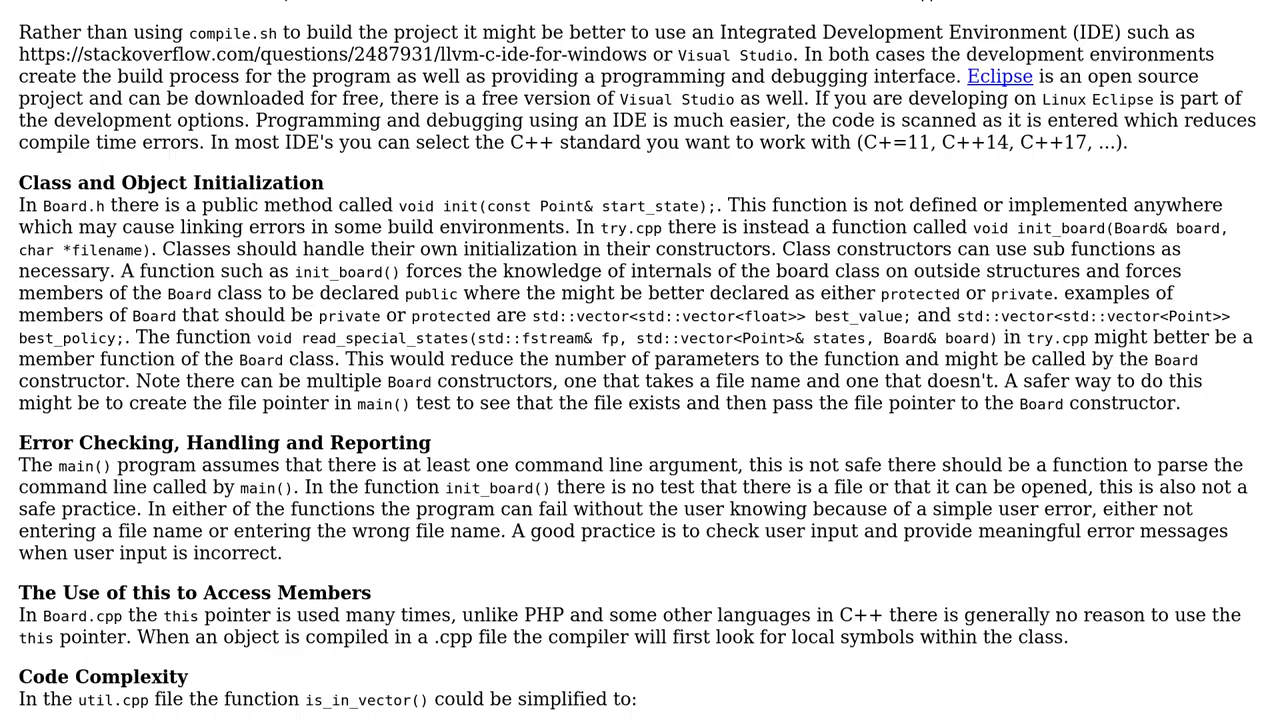 Rather than using compile.sh to build the project it might be better to use an Integrated Development Environment (IDE) such as
https://stackoverflow.com/questions/2487931/llvm-c-ide-for-windows or Visual Studio. In both cases the development environments
create the build process for the program as well as providing a programming and debugging interface. Eclipse is an open source
project and can be downloaded for free, there is a free version of Visual Studio as well. If you are developing on Linux Eclipse is part of
the development options. Programming and debugging using an IDE is much easier, the code is scanned as it is entered which reduces
compile time errors. In most IDE's you can select the C++ standard you want to work with (C+=11, C++14, C++17, ...).
Class and Object Initialization
In Board.h there is a public method called void init(const Point& start_state);. This function is not defined or implemented anywhere
which may cause linking errors in some build environments. In try.cpp there is instead a function called void init_board(Board& board,
char *filename). Classes should handle their own initialization in their constructors. Class constructors can use sub functions as
necessary. A function such as init_board() forces the knowledge of internals of the board class on outside structures and forces
members of the Board class to be declared public where the might be better declared as either protected or private. examples of
members of Board that should be private or protected are std::vector<std::vector<float>> best_value; and std::vector<std::vector<Point>>
best_policy;. The function void read_special_states(std::fstream& fp, std::vector<Point>& states, Board& board) in try.cpp might better be a
member function of the Board class. This would reduce the number of parameters to the function and might be called by the Board
constructor. Note there can be multiple Board constructors, one that takes a file name and one that doesn't. A safer way to do this
might be to create the file pointer in main() test to see that the file exists and then pass the file pointer to the Board constructor.
Error Checking, Handling and Reporting
The main() program assumes that there is at least one command line argument, this is not safe there should be a function to parse the
command line called by main(). In the function init_board() there is no test that there is a file or that it can be opened, this is also not a
safe practice. In either of the functions the program can fail without the user knowing because of a simple user error, either not
entering a file name or entering the wrong file name. A good practice is to check user input and provide meaningful error messages
when user input is incorrect.
The Use of this to Access Members
In Board.cpp the this pointer is used many times, unlike PHP and some other languages in C++ there is generally no reason to use the
this pointer. When an object is compiled in a .cpp file the compiler will first look for local symbols within the class.
Code Complexity
In the util.cpp file the function is_in_vector() could be simplified to: